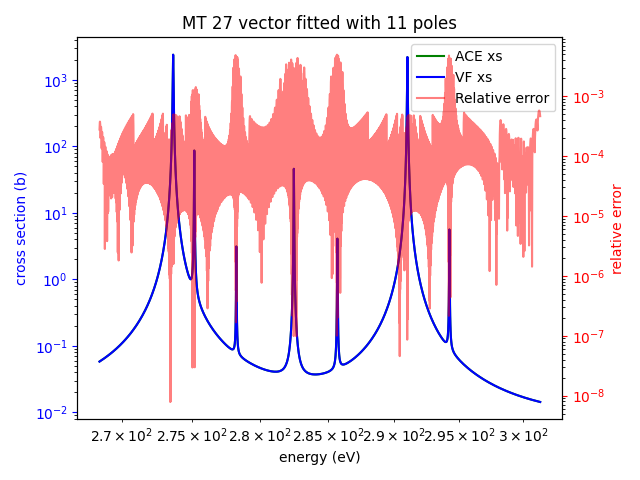 MT 27 vector fitted with 11 poles
ACE xs
VF xs
Relative error
cross section (b)
10³
10²
10¹
10⁰
10⁻¹
10⁻²
relative error
10⁻³
10⁻⁴
10⁻⁵
10⁻⁶
10⁻⁷
10⁻⁸
2.7 × 10² 2.75 × 10² 2.8 × 10² 2.85 × 10² 2.9 × 10² 2.95 × 10² 3 × 10²
energy (eV)